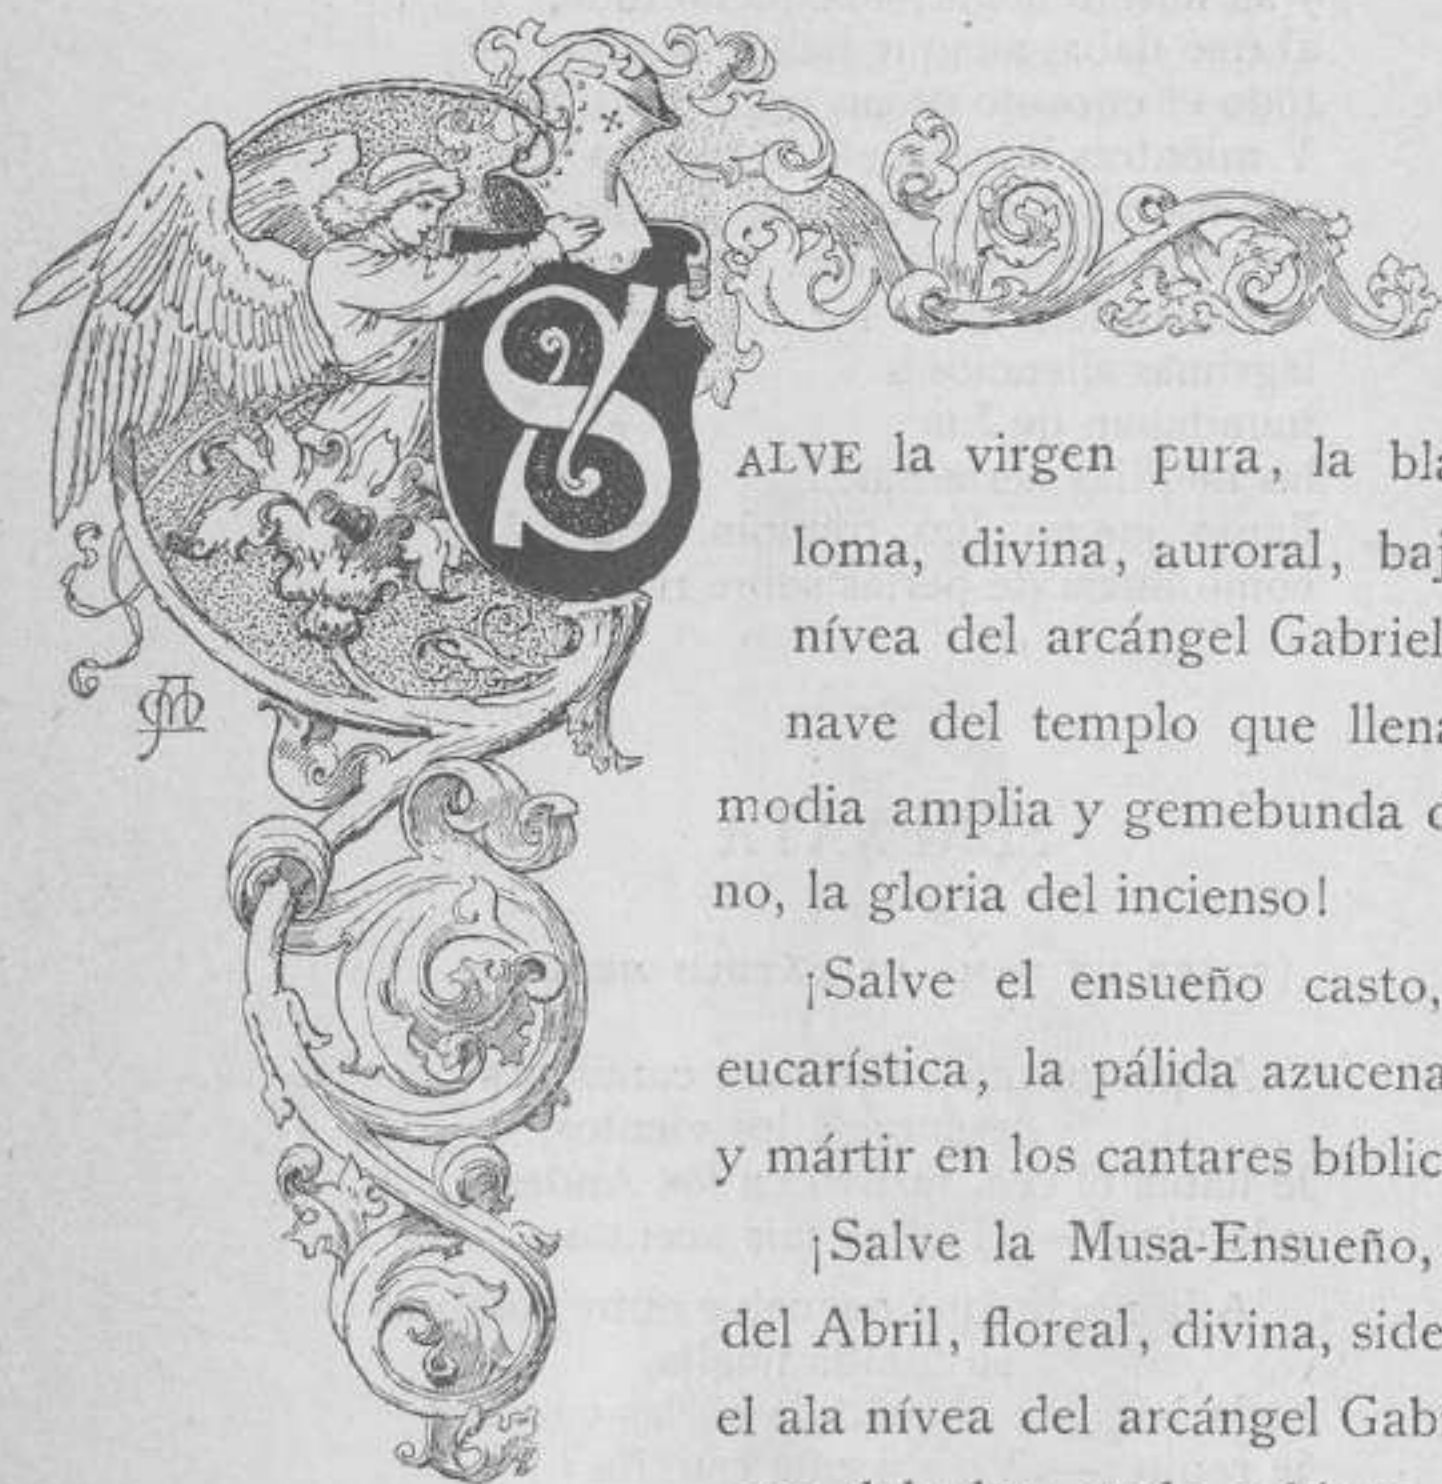 SALVE la virgen pura, la bla
loma, divina, auroral, baj
nívea del arcángel Gabriel
nave del templo que llena
modia amplia y gemebunda
no, la gloria del incienso!
¡Salve el ensueño casto,
eucarística, la pálida azucena
y mártir en los cantares bíblic
¡Salve la Musa-Ensueño,
del Abril, floreal, divina, side
el ala nívea del arcángel Gab